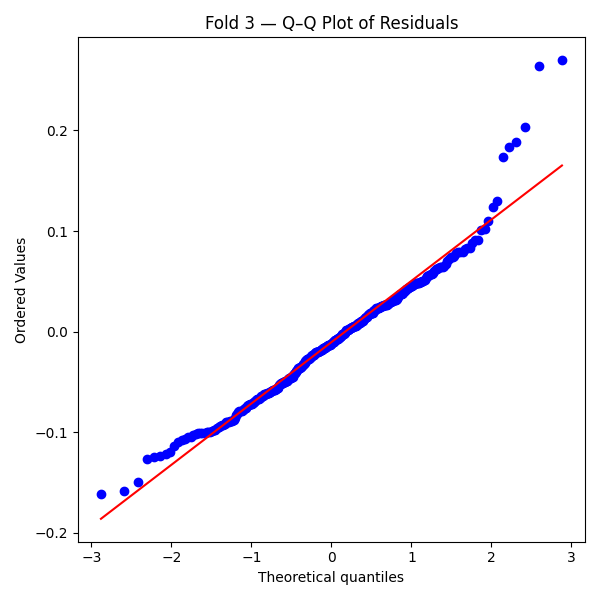 Fold 3 — Q–Q Plot of Residuals
Ordered Values
0.2
0.1
0.0
−0.1
−0.2
−3 −2 −1 0 1 2 3
Theoretical quantiles